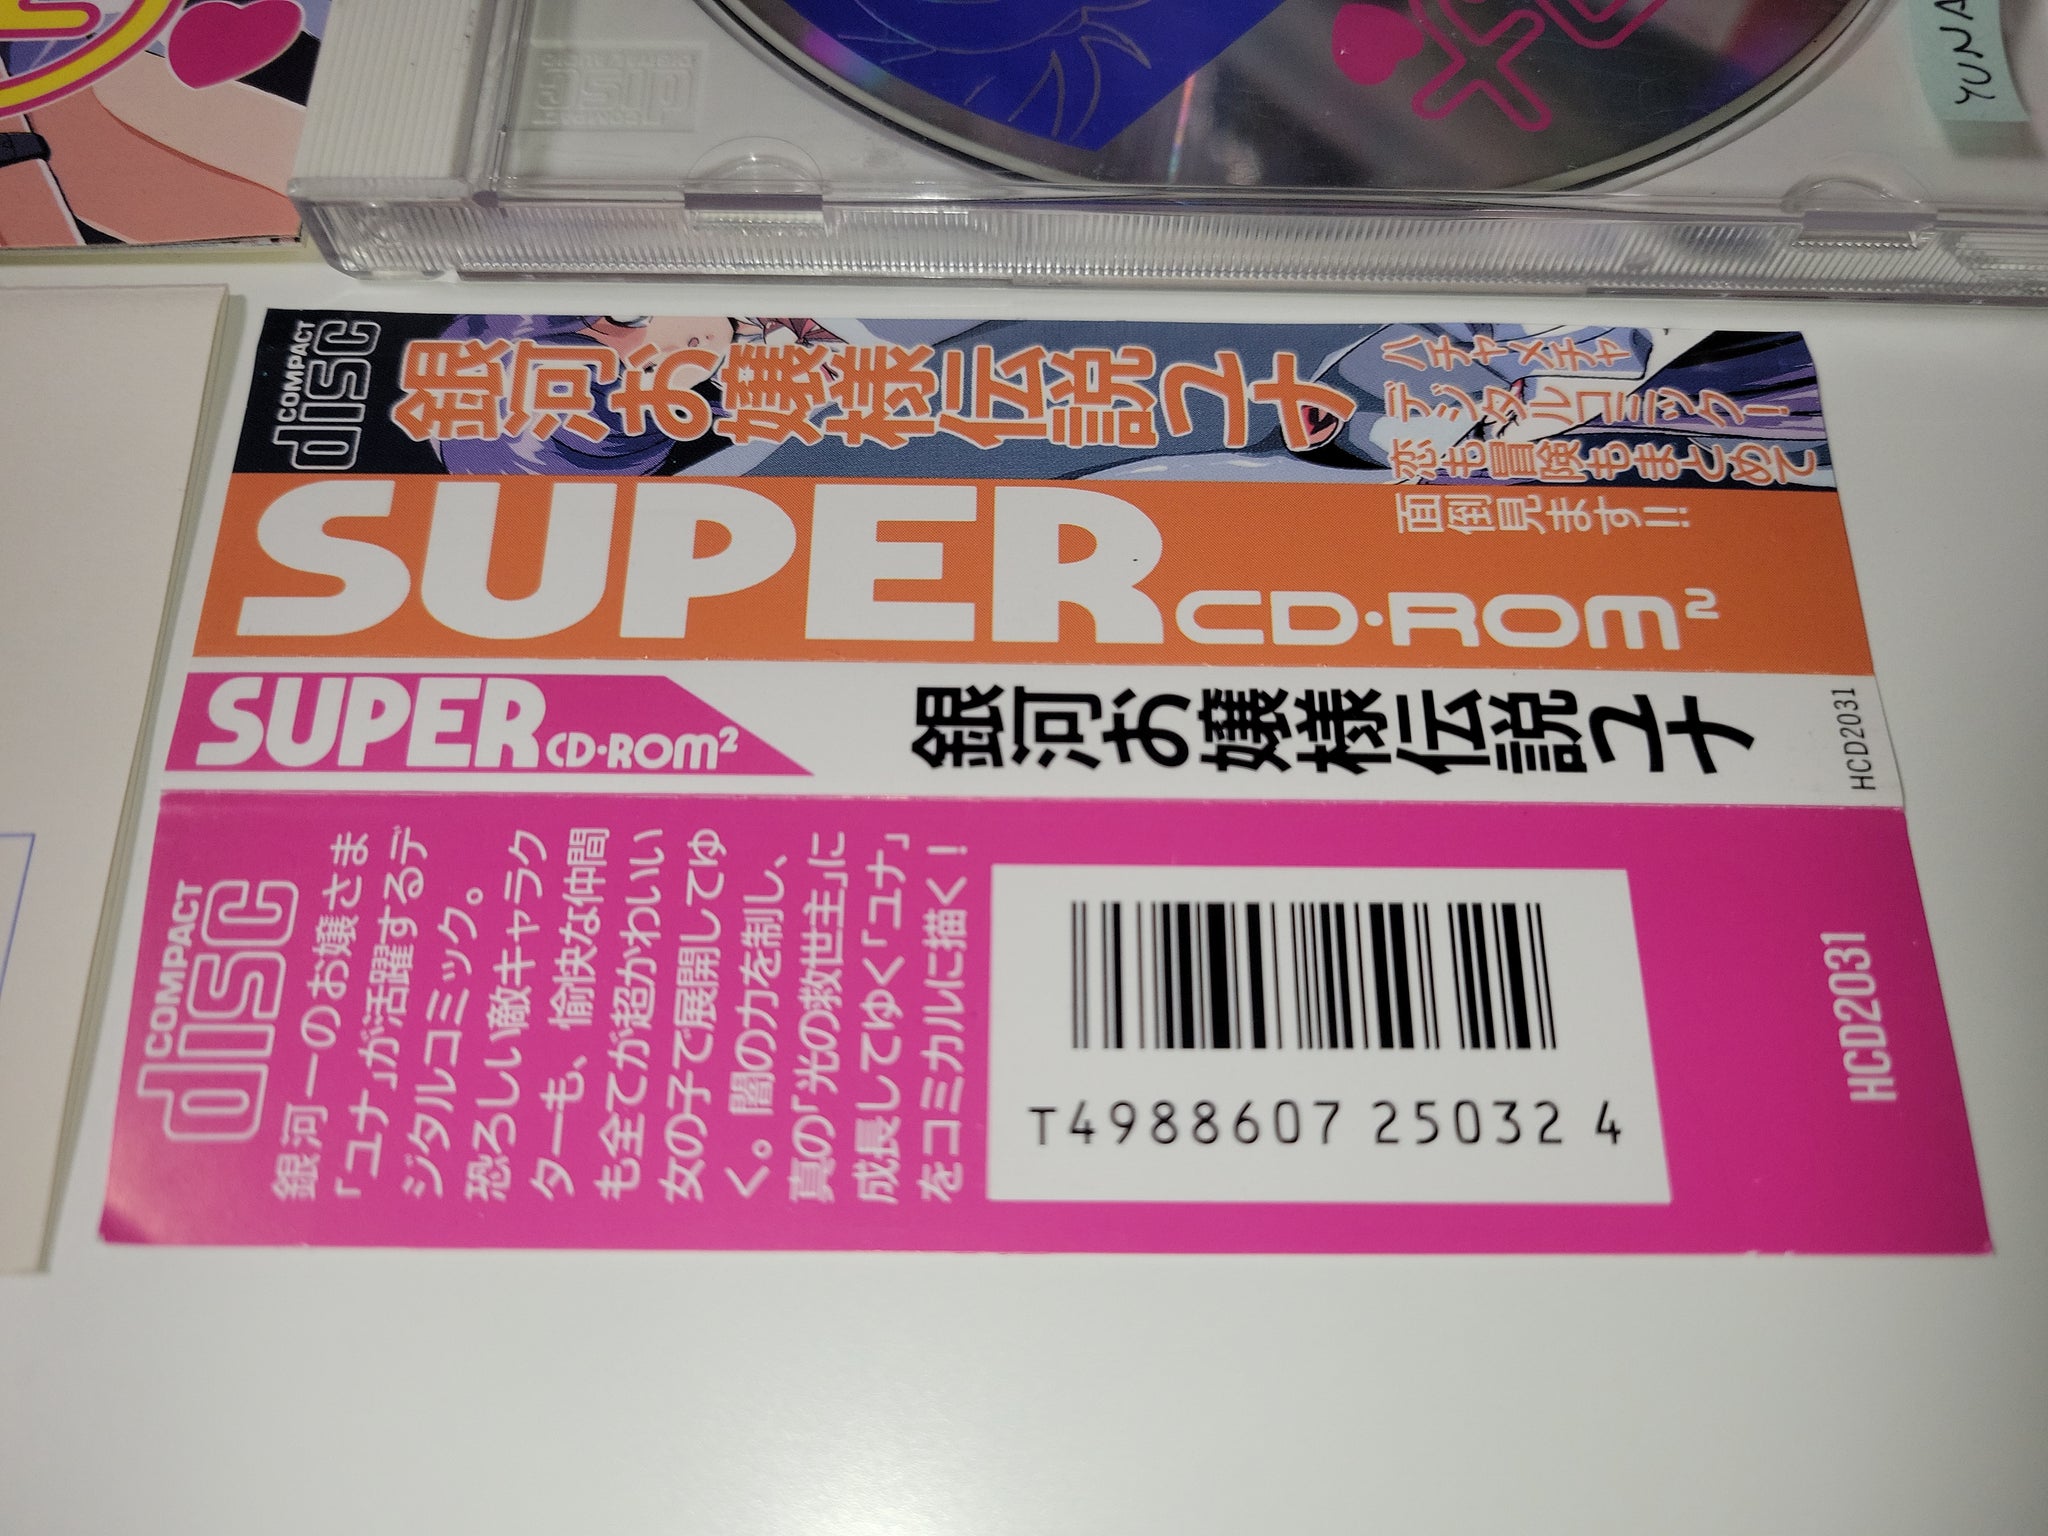 COMPACT
disc
DIGITAL AUDIO
YUNA
COMPACT
disc
銀河お嬢様伝説ユナ
ハチャメチャ
デジタルコミック!
恋も冒険もまとめて
面倒見ます!!
SUPER CD・ROM²
SUPER CD・ROM²
銀河お嬢様伝説ユナ
HCD2031
COMPACT
disc
銀河一のお嬢さま
「ユナ」が活躍するデ
ジタルコミック。
恐ろしい敵キャラク
ターも、愉快な仲間
も全てが超かわいい
女の子で展開してゆ
く。闇の力を制し、
真の「光の救世主」に
成長してゆく「ユナ」
をコミカルに描く!
T4988607 25032 4
HCD2031